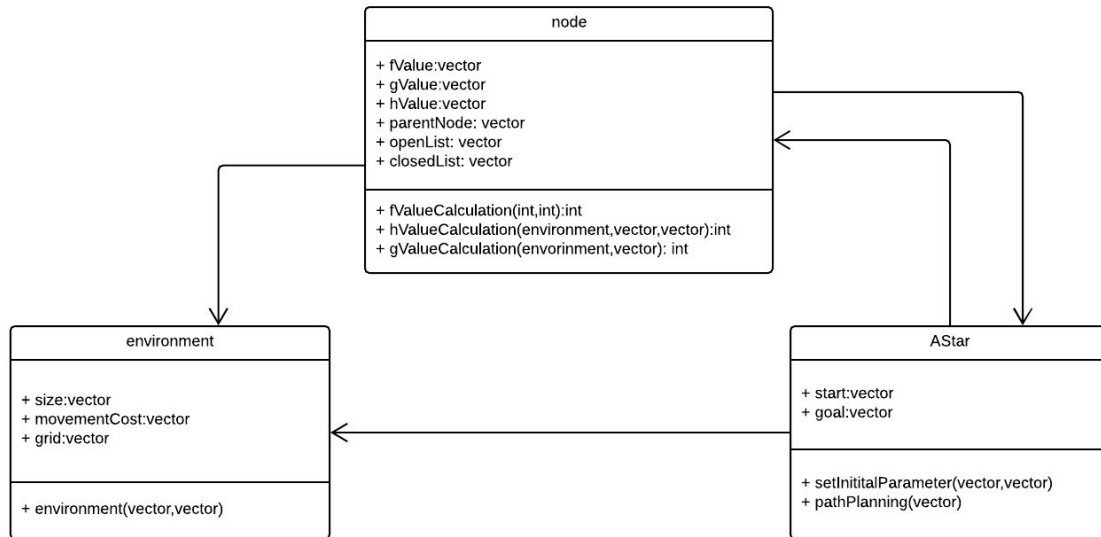 node
+ fValue:vector
+ gValue:vector
+ hValue:vector
+ parentNode: vector
+ openList: vector
+ closedList: vector
+ fValueCalculation(int,int):int
+ hValueCalculation(environment,vector,vector):int
+ gValueCalculation(envorinment,vector): int
environment
+ size:vector
+ movementCost:vector
+ grid:vector
+ environment(vector,vector)
AStar
+ start:vector
+ goal:vector
+ setInititalParameter(vector,vector)
+ pathPlanning(vector)